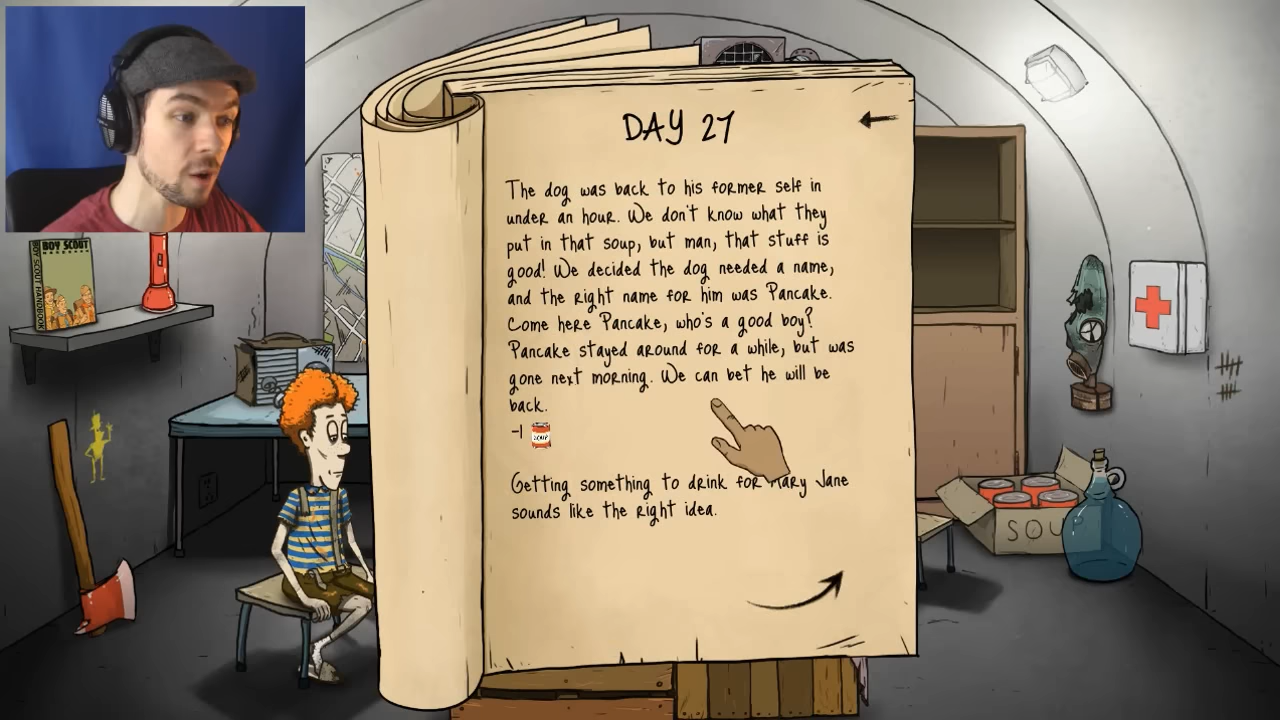 DAY 27
The dog was back to his former self in
under an hour. We don't know what they
put in that soup, but man, that stuff is
good! We decided the dog needed a name,
and the right name for him was Pancake.
Come here Pancake, who's a good boy?
Pancake stayed around for a while, but was
gone next morning. We can bet he will be
back.
-1 SOUP
Getting something to drink for Mary Jane
sounds like the right idea.
BOY SCOUT
BOY SCOUT HANDBOOK
SOUP